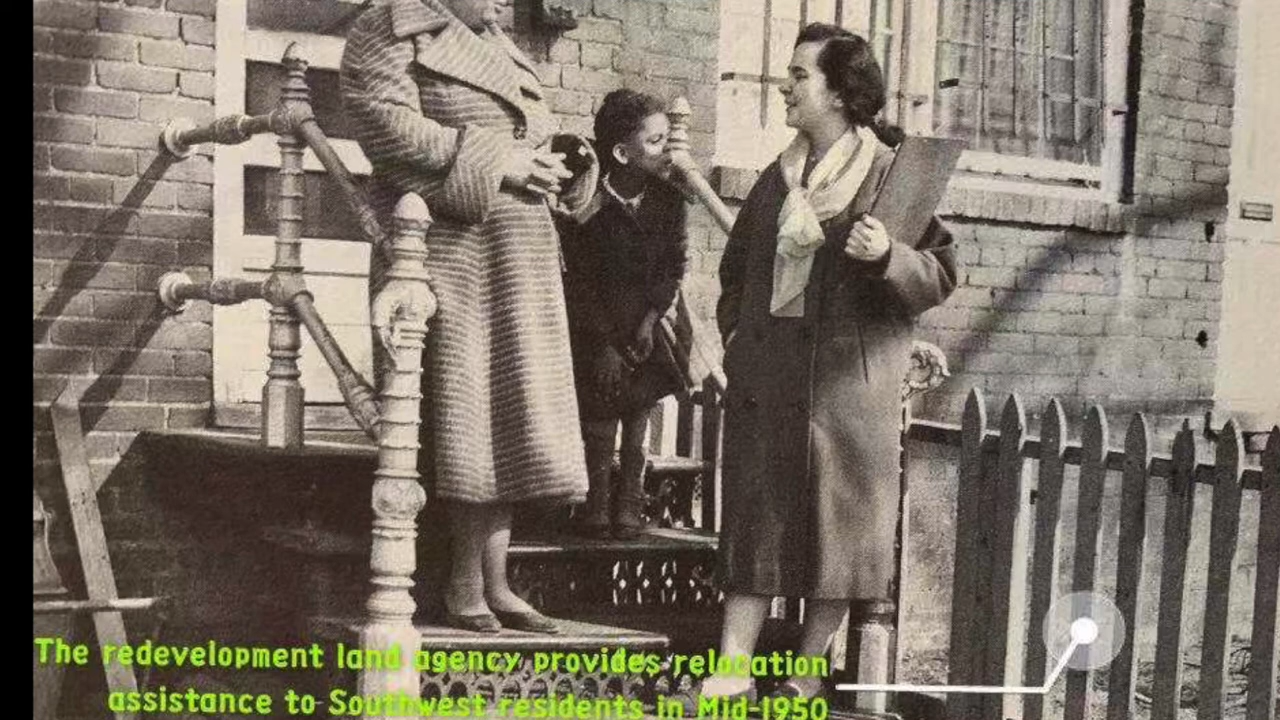 The redevelopment land agency provides relocation
assistance to Southwest residents in Mid-1950